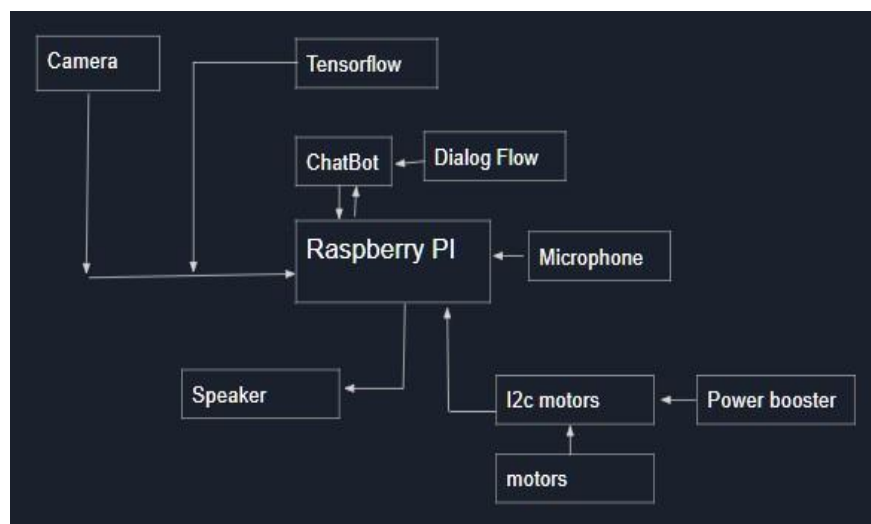 Camera
Tensorflow
ChatBot
Dialog Flow
Raspberry PI
Microphone
Speaker
I2c motors
Power booster
motors